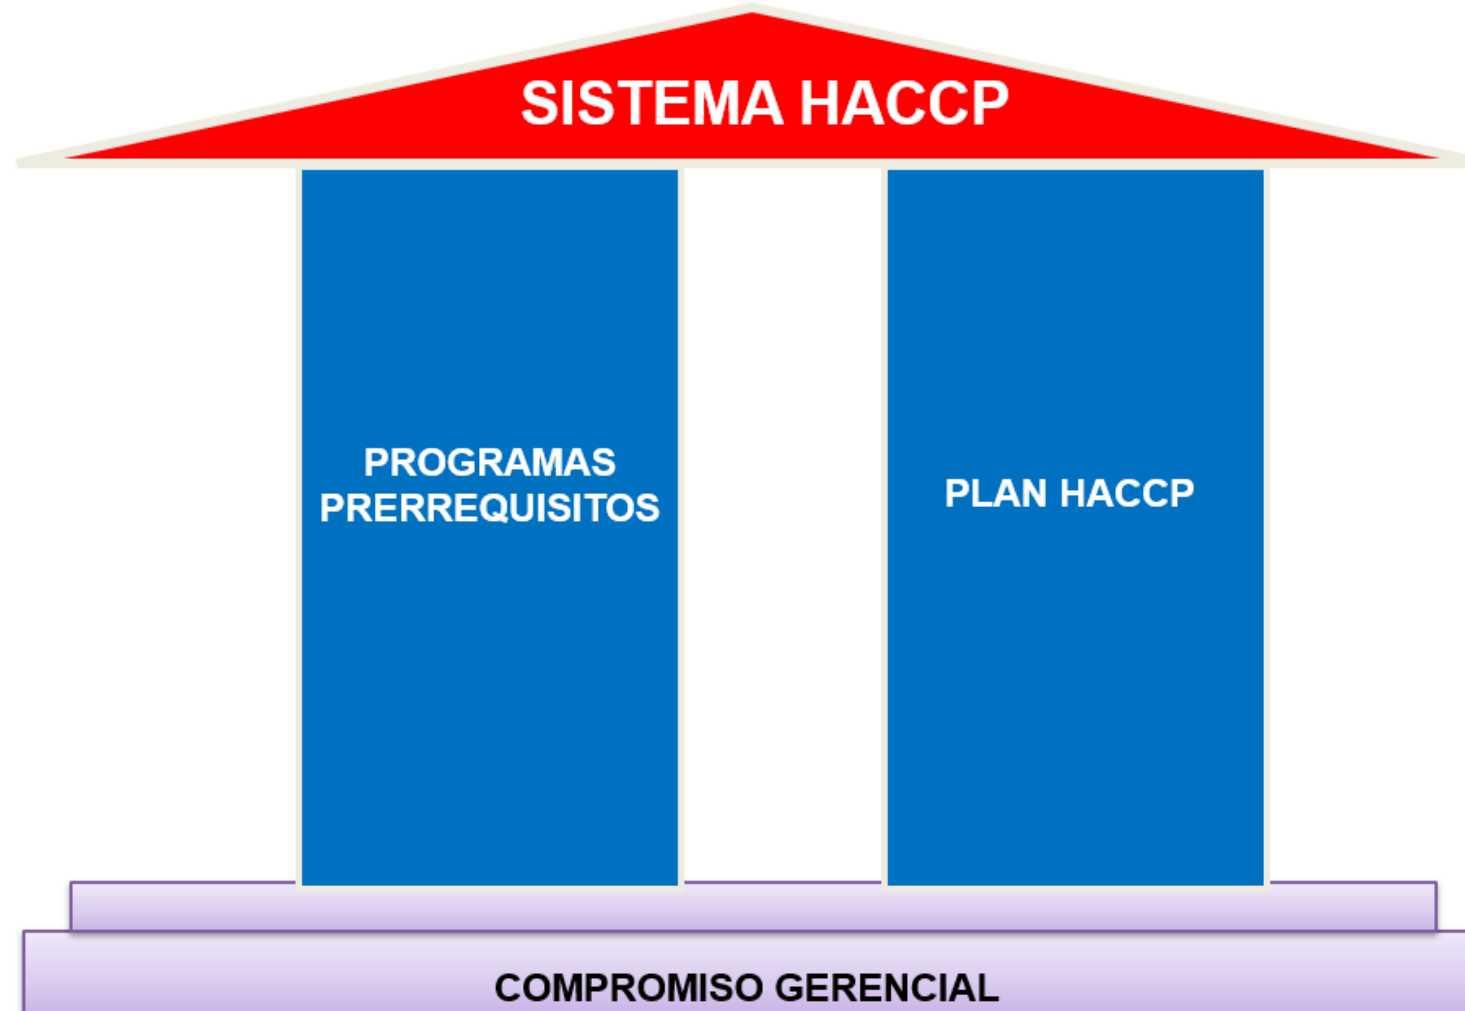 SISTEMA HACCP
PROGRAMAS
PRERREQUISITOS
PLAN HACCP
COMPROMISO GERENCIAL